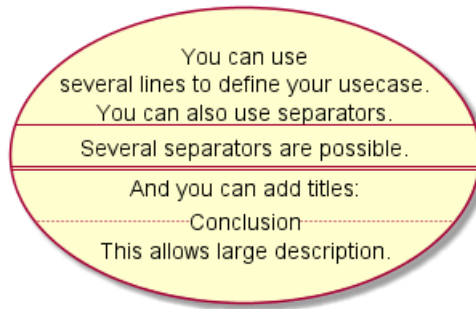 You can use
several lines to define your usecase.
You can also use separators.
Several separators are possible.
And you can add titles:
Conclusion
This allows large description.